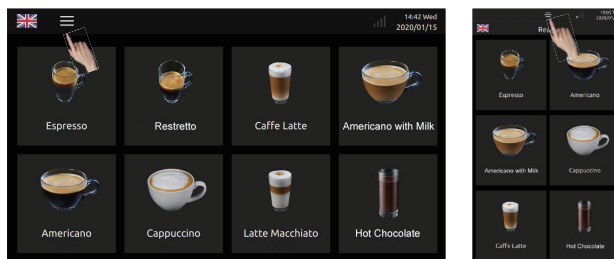 14:42 Wed
2020/01/15
Espresso
Restretto
Caffe Latte
Americano with Milk
Americano
Cappuccino
Latte Macchiato
Hot Chocolate
Espresso
Americano
Americano with Milk
Cappuccino
Caffe Latte
Hot Chocolate